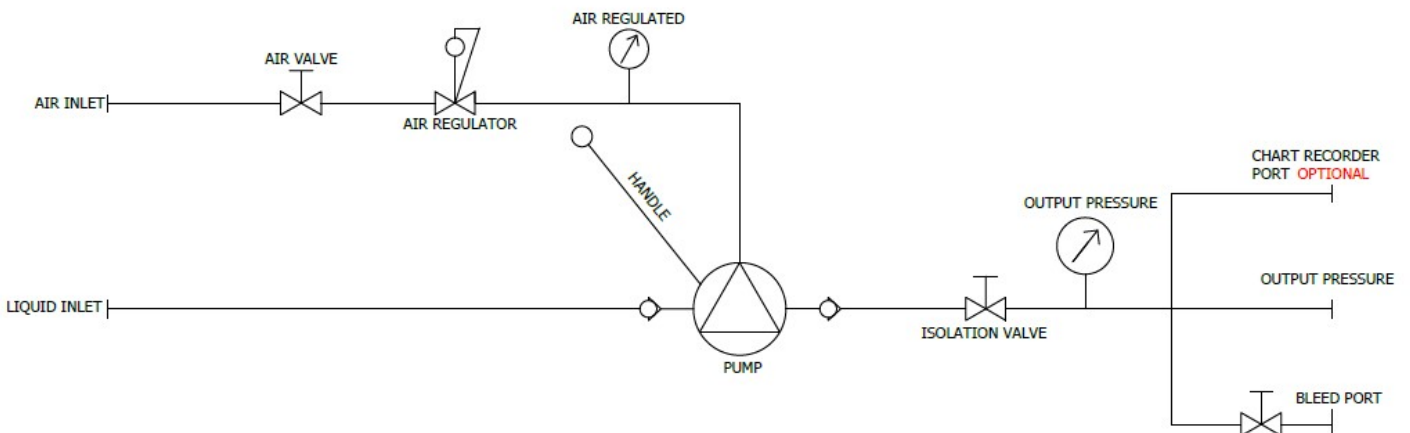 AIR REGULATED
AIR VALVE
AIR INLET
AIR REGULATOR
HANDLE
CHART RECORDER
PORT OPTIONAL
OUTPUT PRESSURE
OUTPUT PRESSURE
LIQUID INLET
ISOLATION VALVE
PUMP
BLEED PORT